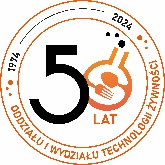 1974 2024
50
LAT
ODDZIAŁU I WYDZIAŁU TECHNOLOGII ŻYWNOŚCI